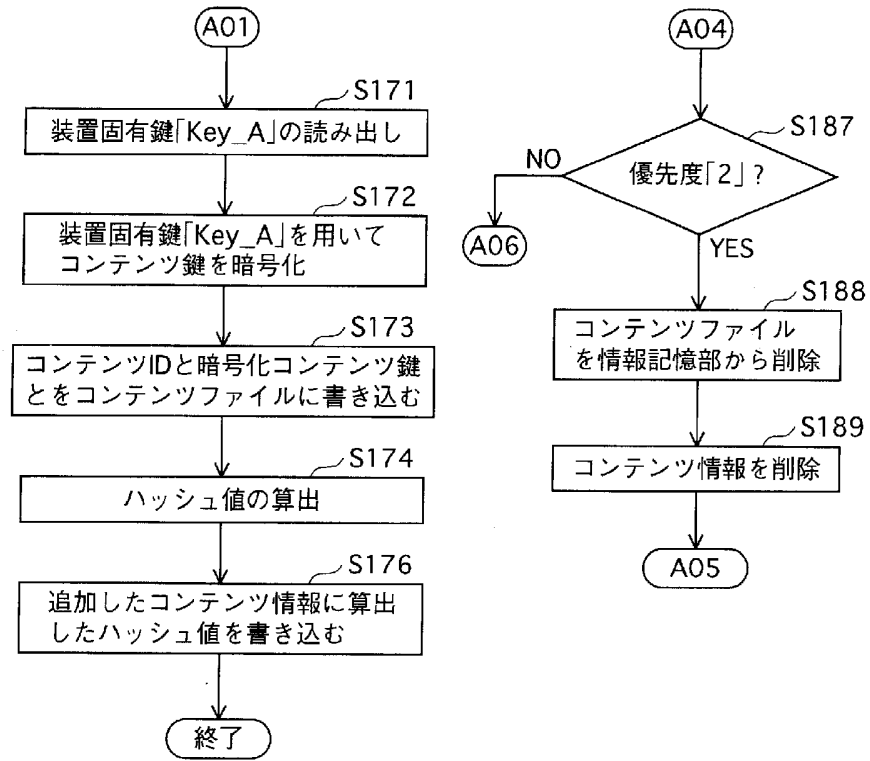 A01
S171
装置固有鍵「Key_A」の読み出し
S172
装置固有鍵「Key_A」を用いて
コンテンツ鍵を暗号化
S173
コンテンツIDと暗号化コンテンツ鍵
とをコンテンツファイルに書き込む
S174
ハッシュ値の算出
S176
追加したコンテンツ情報に算出
したハッシュ値を書き込む
終了
A04
S187
優先度「2」?
NO
A06
YES
S188
コンテンツファイル
を情報記憶部から削除
S189
コンテンツ情報を削除
A05